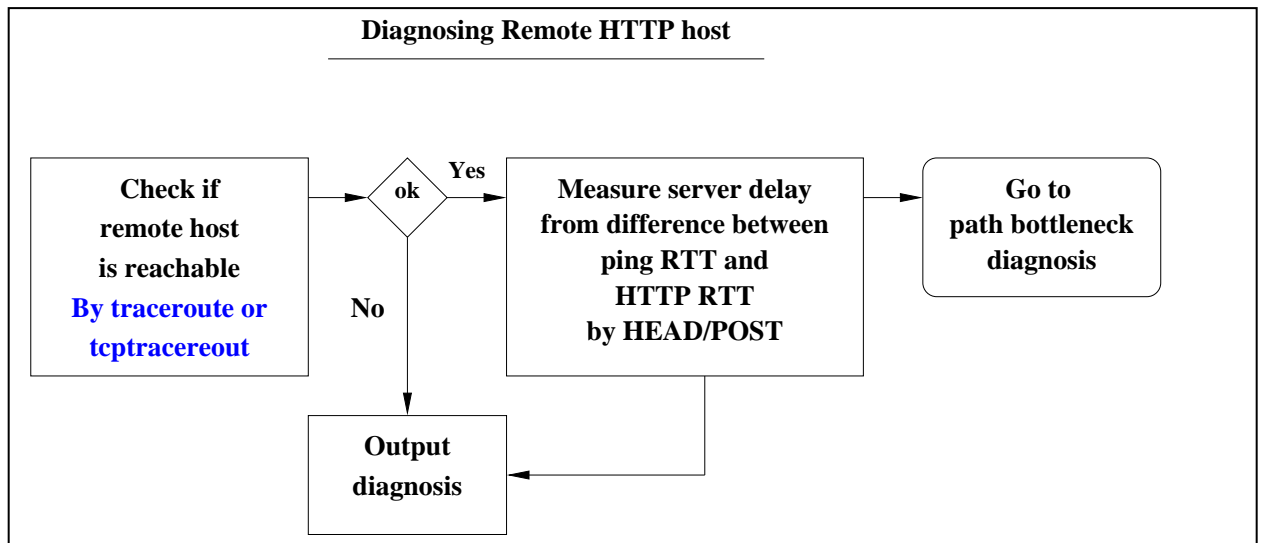 Diagnosing Remote HTTP host
Check if
remote host
is reachable
By traceroute or
tcptracereout
ok
Yes
No
Measure server delay
from difference between
ping RTT and
HTTP RTT
by HEAD/POST
Go to
path bottleneck
diagnosis
Output
diagnosis